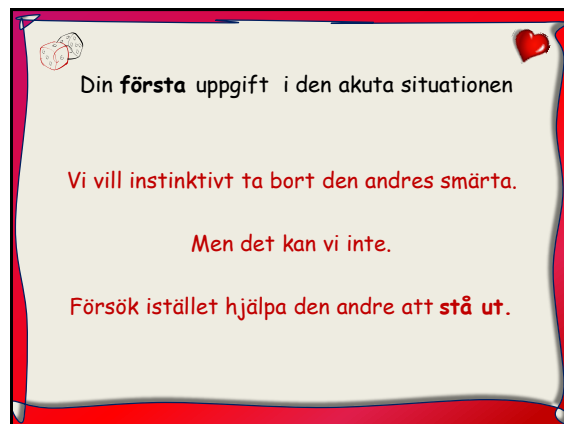 Din första uppgift i den akuta situationen
Vi vill instinktivt ta bort den andres smärta.
Men det kan vi inte.
Försök istället hjälpa den andre att stå ut.